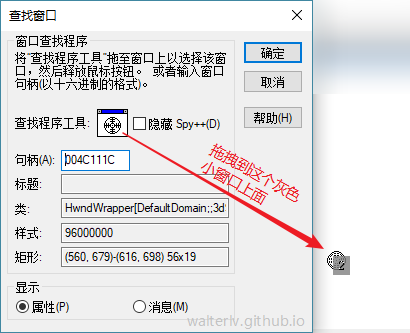 查找窗口
窗口查找程序
将"查找程序工具"拖至窗口上以选择该窗
口，然后释放鼠标按钮。 或者输入窗口
句柄(以十六进制的格式)。
查找程序工具:
隐藏 Spy++(D)
句柄(A):
004C111C
标题:
类:
HwndWrapper[DefaultDomain;;3d
样式:
96000000
矩形:
(560, 679)-(616, 698) 56x19
显示
属性(P)
消息(M)
确定
取消
帮助(H)
拖拽到这个灰色
小窗口上面
2
walterlv.github.io